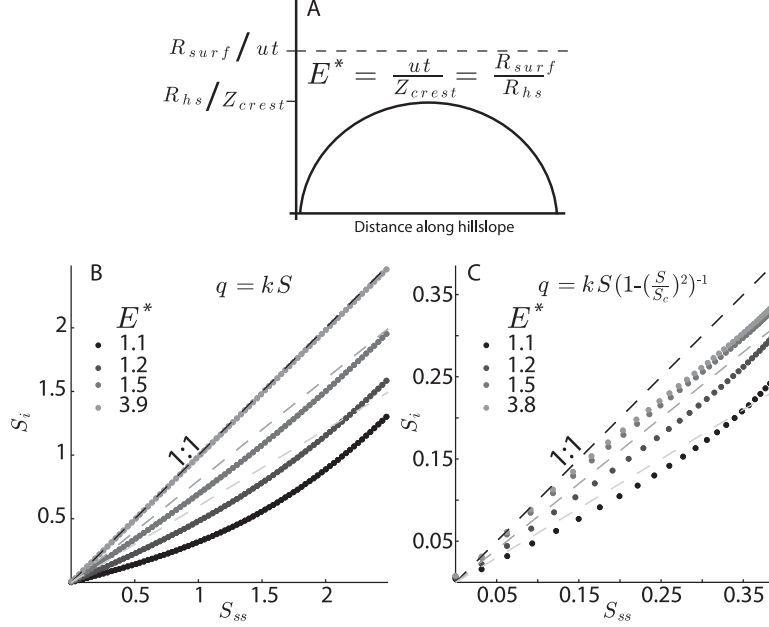 A
R_surf / ut
R_hs / Z_crest
E* = ut/Z_crest = R_surf/R_hs
Distance along hillslope
B
q = kS
E*
1.1
1.2
1.5
3.9
1:1
2
1.5
1
0.5
S_i
0.5
1
1.5
2
S_ss
C
q = kS(1-(S/S_c)²)⁻¹
E*
1.1
1.2
1.5
3.8
1:1
0.35
0.25
0.15
0.05
S_i
0.05
0.15
0.25
0.35
S_ss